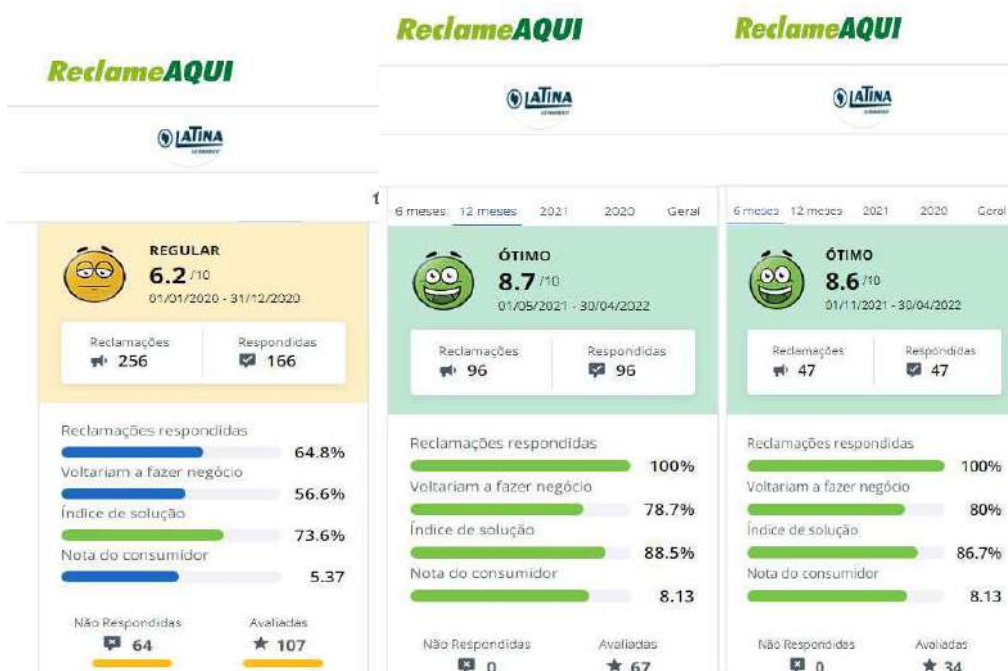 ReclameAQUI
LATINA
REGULAR
6.2 /10
01/01/2020 - 31/12/2020
Reclamações Respondidas
256 166
Reclamações respondidas
64.8%
Voltariam a fazer negócio
56.6%
Índice de solução
73.6%
Nota do consumidor
5.37
Não Respondidas Avaliadas
64 107
ReclameAQUI
LATINA
6 meses 12 meses 2021 2020 Geral
ÓTIMO
8.7 /10
01/05/2021 - 30/04/2022
Reclamações Respondidas
96 96
Reclamações respondidas
100%
Voltariam a fazer negócio
78.7%
Índice de solução
88.5%
Nota do consumidor
8.13
Não Respondidas Avaliadas
0 67
ReclameAQUI
LATINA
6 meses 12 meses 2021 2020 Geral
ÓTIMO
8.6 /10
01/11/2021 - 30/04/2022
Reclamações Respondidas
47 47
Reclamações respondidas
100%
Voltariam a fazer negócio
80%
Índice de solução
86.7%
Nota do consumidor
8.13
Não Respondidas Avaliadas
0 34